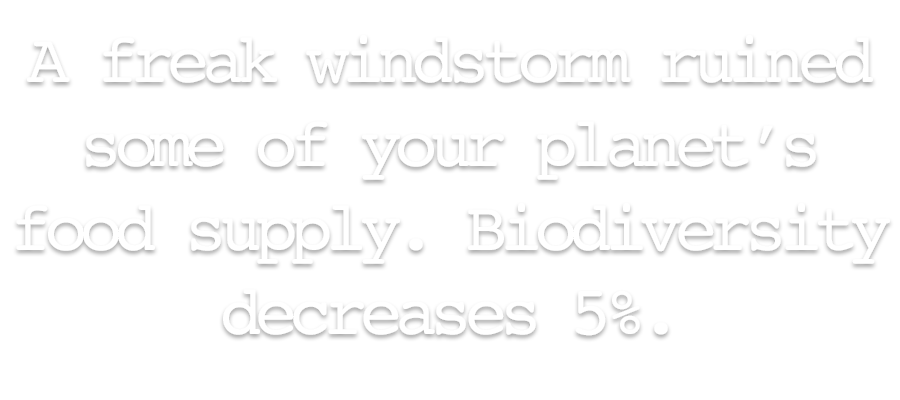 A freak windstorm ruined
some of your planet’s
food supply. Biodiversity
decreases 5%.